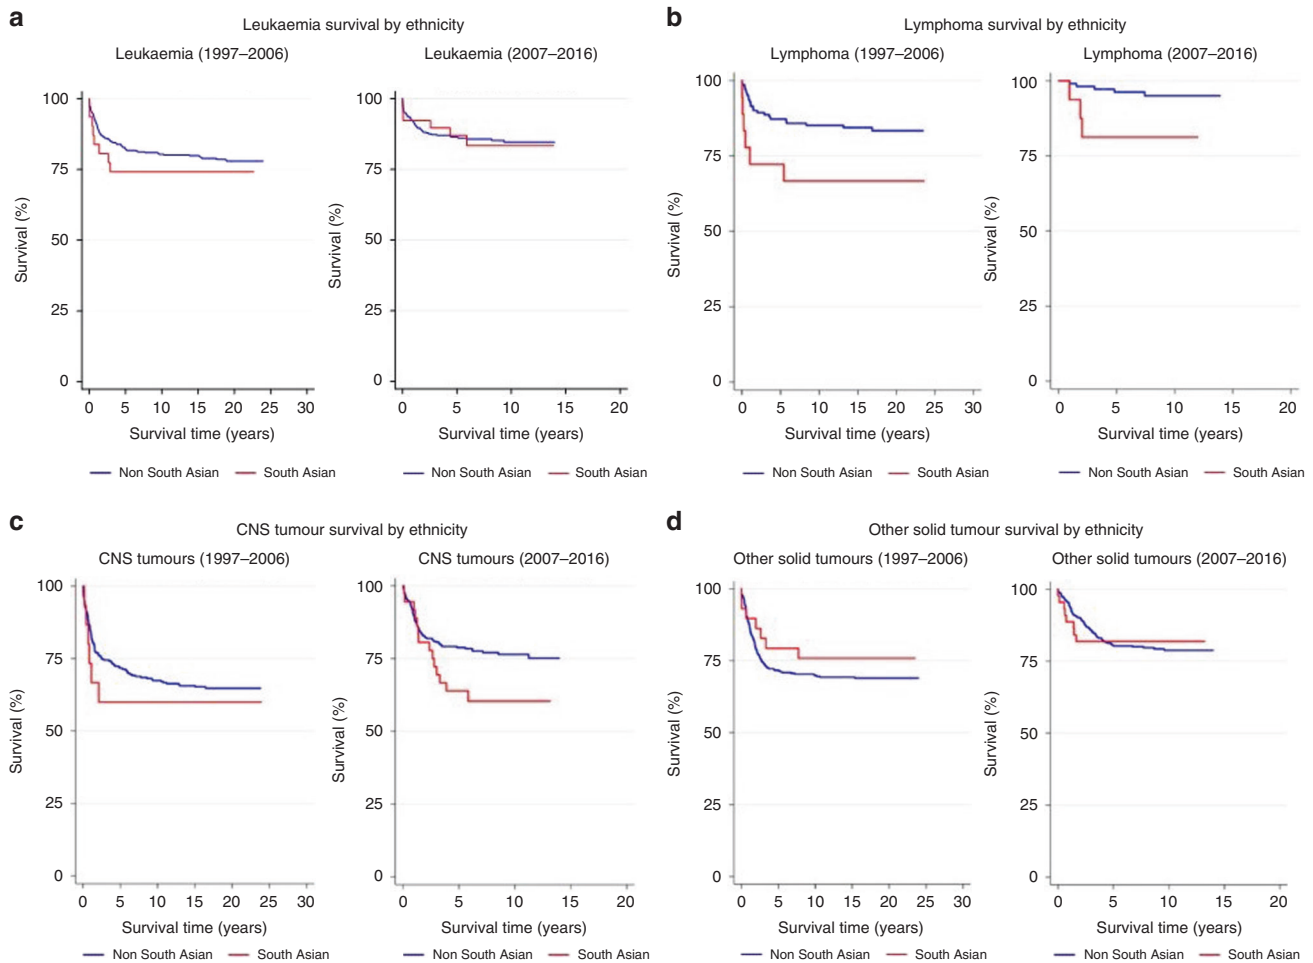 a
Leukaemia survival by ethnicity
Leukaemia (1997–2006)
Leukaemia (2007–2016)
100
75
50
25
0
Survival (%)
0 5 10 15 20 25 30
Survival time (years)
Non South Asian South Asian
100
75
50
25
0
Survival (%)
0 5 10 15 20
Survival time (years)
Non South Asian South Asian
b
Lymphoma survival by ethnicity
Lymphoma (1997–2006)
Lymphoma (2007–2016)
100
75
50
25
0
Survival (%)
0 5 10 15 20 25 30
Survival time (years)
Non South Asian South Asian
100
75
50
25
0
Survival (%)
0 5 10 15 20
Survival time (years)
Non South Asian South Asian
c
CNS tumour survival by ethnicity
CNS tumours (1997–2006)
CNS tumours (2007–2016)
100
75
50
25
0
Survival (%)
0 5 10 15 20 25 30
Survival time (years)
Non South Asian South Asian
100
75
50
25
0
Survival (%)
0 5 10 15 20
Survival time (years)
Non South Asian South Asian
d
Other solid tumour survival by ethnicity
Other solid tumours (1997–2006)
Other solid tumours (2007–2016)
100
75
50
25
0
Survival (%)
0 5 10 15 20 25 30
Survival time (years)
Non South Asian South Asian
100
75
50
25
0
Survival (%)
0 5 10 15 20
Survival time (years)
Non South Asian South Asian